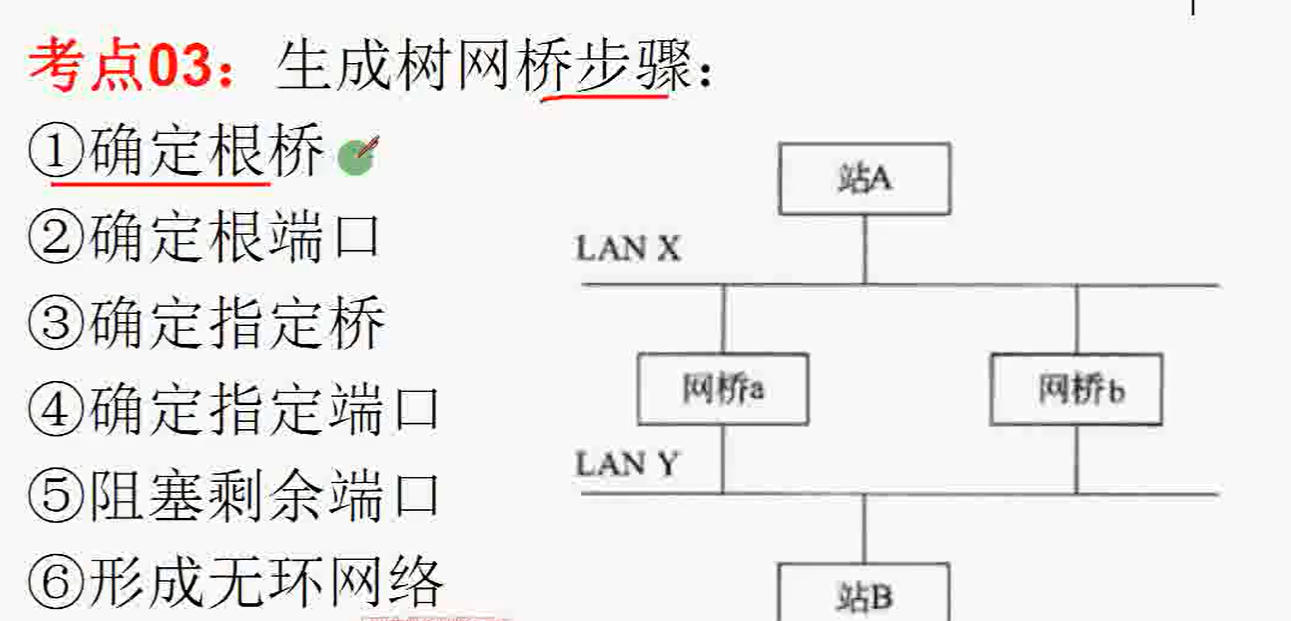 考点03：生成树网桥步骤：
①确定根桥
②确定根端口
③确定指定桥
④确定指定端口
⑤阻塞剩余端口
⑥形成无环网络
站A
LAN X
网桥a
网桥b
LAN Y
站B